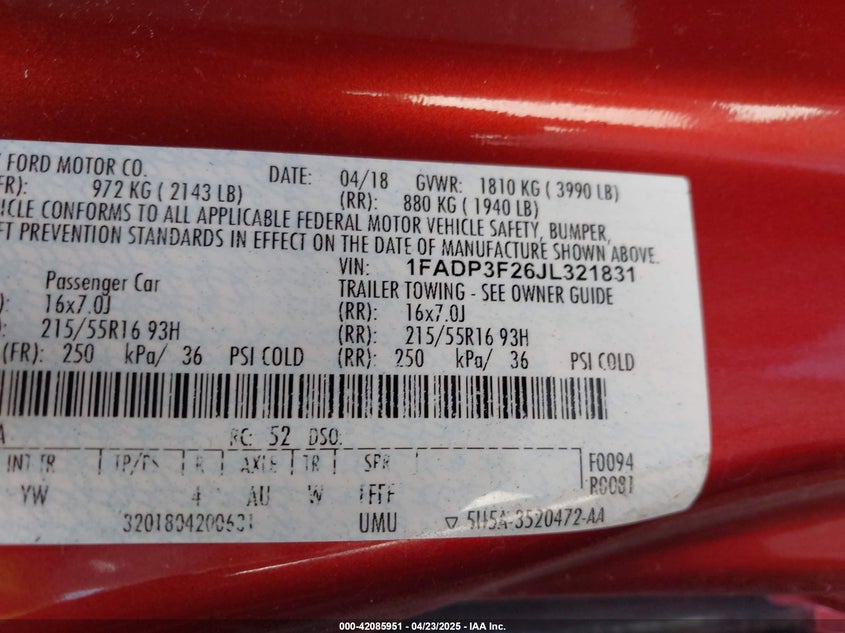 FORD MOTOR CO. DATE: 04/18 GVWR: 1810 KG ( 3990 LB)
FR): 972 KG ( 2143 LB) (RR): 880 KG ( 1940 LB)
ICLE CONFORMS TO ALL APPLICABLE FEDERAL MOTOR VEHICLE SAFETY, BUMPER,
FT PREVENTION STANDARDS IN EFFECT ON THE DATE OF MANUFACTURE SHOWN ABOVE.
VIN: 1FADP3F26JL321831
Passenger Car TRAILER TOWING - SEE OWNER GUIDE
): 16x7.0J (RR): 16x7.0J
215/55R16 93H (RR): 215/55R16 93H
(FR): 250 kPa/ 36 PSI COLD (RR): 250 kPa/ 36 PSI COLD
RC: 52 DSO:
INT TR TP/PS R AXLE TR SPR F0094
YW 4 AU W R0081
3201804200631 UMU 5U5A-3520472-AA
000-42085951 - 04/23/2025 - IAA Inc.